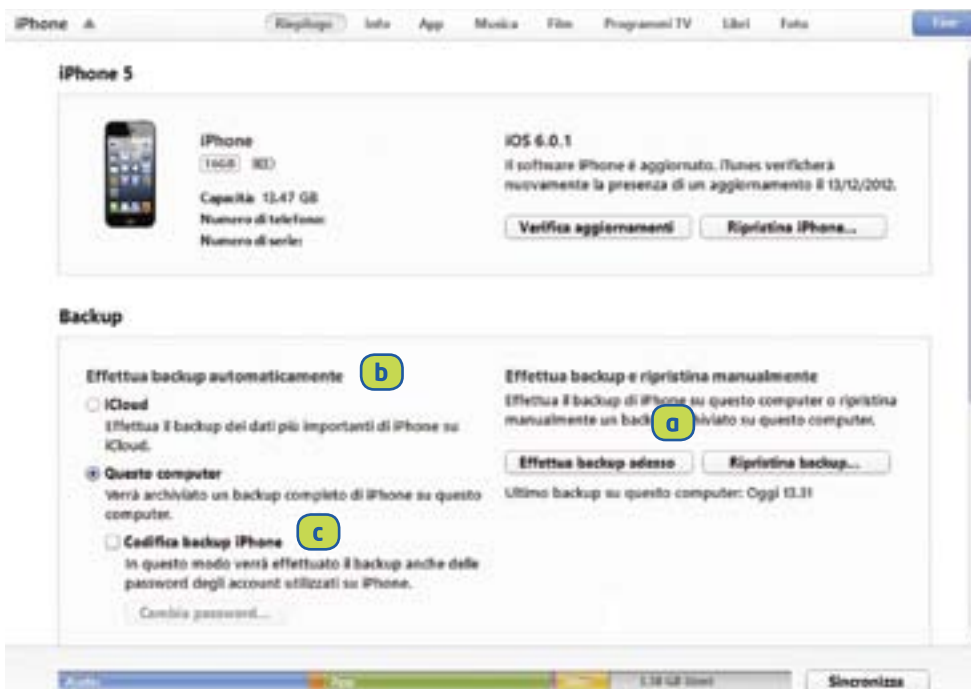 iPhone
Riepilogo Info App Musica Film Programmi TV Libri Foto
iPhone 5
iPhone
16GB
Capacità: 13.47 GB
Numero di telefono:
Numero di serie:
iOS 6.0.1
Il software iPhone è aggiornato. iTunes verificherà
nuovamente la presenza di un aggiornamento il 13/12/2012.
Verifica aggiornamenti Ripristina iPhone...
Backup
Effettua backup automaticamente b
iCloud
Effettua il backup dei dati più importanti di iPhone su
iCloud.
Questo computer
Verrà archiviato un backup completo di iPhone su questo
computer.
Codifica backup iPhone c
In questo modo verrà effettuato il backup anche delle
password degli account utilizzati su iPhone.
Cambia password...
Effettua backup e ripristina manualmente
Effettua il backup di iPhone su questo computer o ripristina
manualmente un back a hiviato su questo computer.
Effettua backup adesso Ripristina backup...
Ultimo backup su questo computer: Oggi 13.31
Audio App Sincronizza